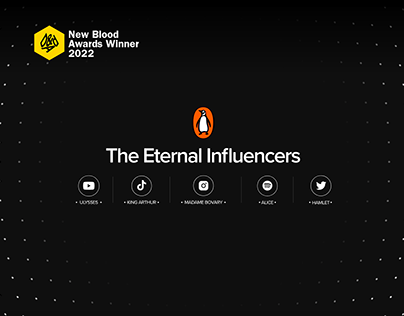 New Blood
Awards Winner
2022
The Eternal Influencers
• ULYSSES •
• KING ARTHUR •
• MADAME BOVARY •
• ALICE •
• HAMLET •